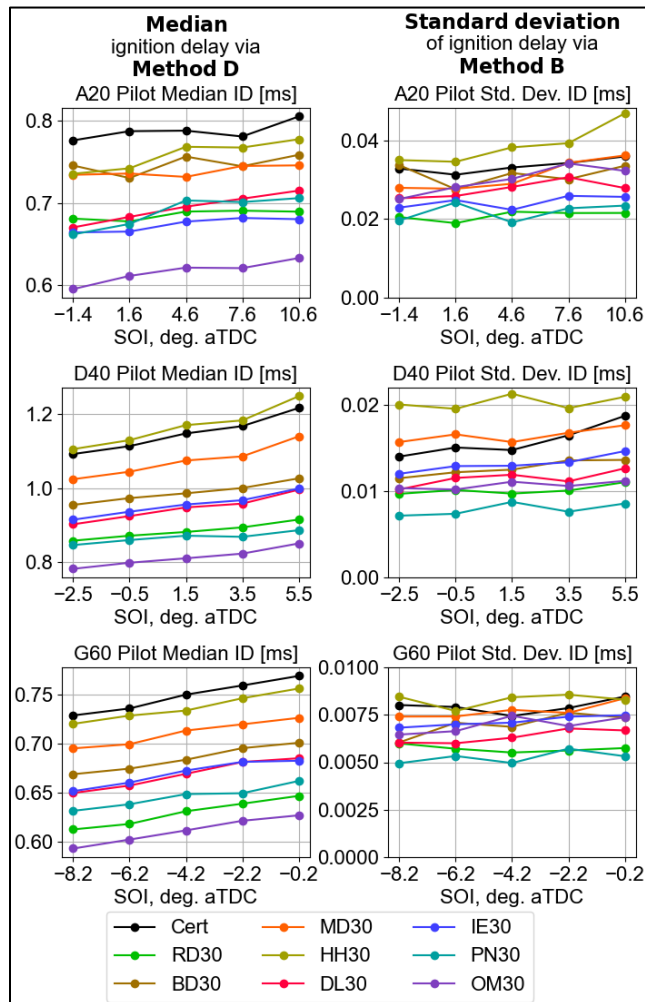 Median
ignition delay via
Method D
Standard deviation
of ignition delay via
Method B
A20 Pilot Median ID [ms]
0.8
0.7
0.6
−1.4 1.6 4.6 7.6 10.6
SOI, deg. aTDC
A20 Pilot Std. Dev. ID [ms]
0.04
0.02
0.00
−1.4 1.6 4.6 7.6 10.6
SOI, deg. aTDC
D40 Pilot Median ID [ms]
1.2
1.0
0.8
−2.5 −0.5 1.5 3.5 5.5
SOI, deg. aTDC
D40 Pilot Std. Dev. ID [ms]
0.02
0.01
0.00
−2.5 −0.5 1.5 3.5 5.5
SOI, deg. aTDC
G60 Pilot Median ID [ms]
0.75
0.70
0.65
0.60
−8.2 −6.2 −4.2 −2.2 −0.2
SOI, deg. aTDC
G60 Pilot Std. Dev. ID [ms]
0.0100
0.0075
0.0050
0.0025
0.0000
−8.2 −6.2 −4.2 −2.2 −0.2
SOI, deg. aTDC
Cert MD30 IE30
RD30 HH30 PN30
BD30 DL30 OM30